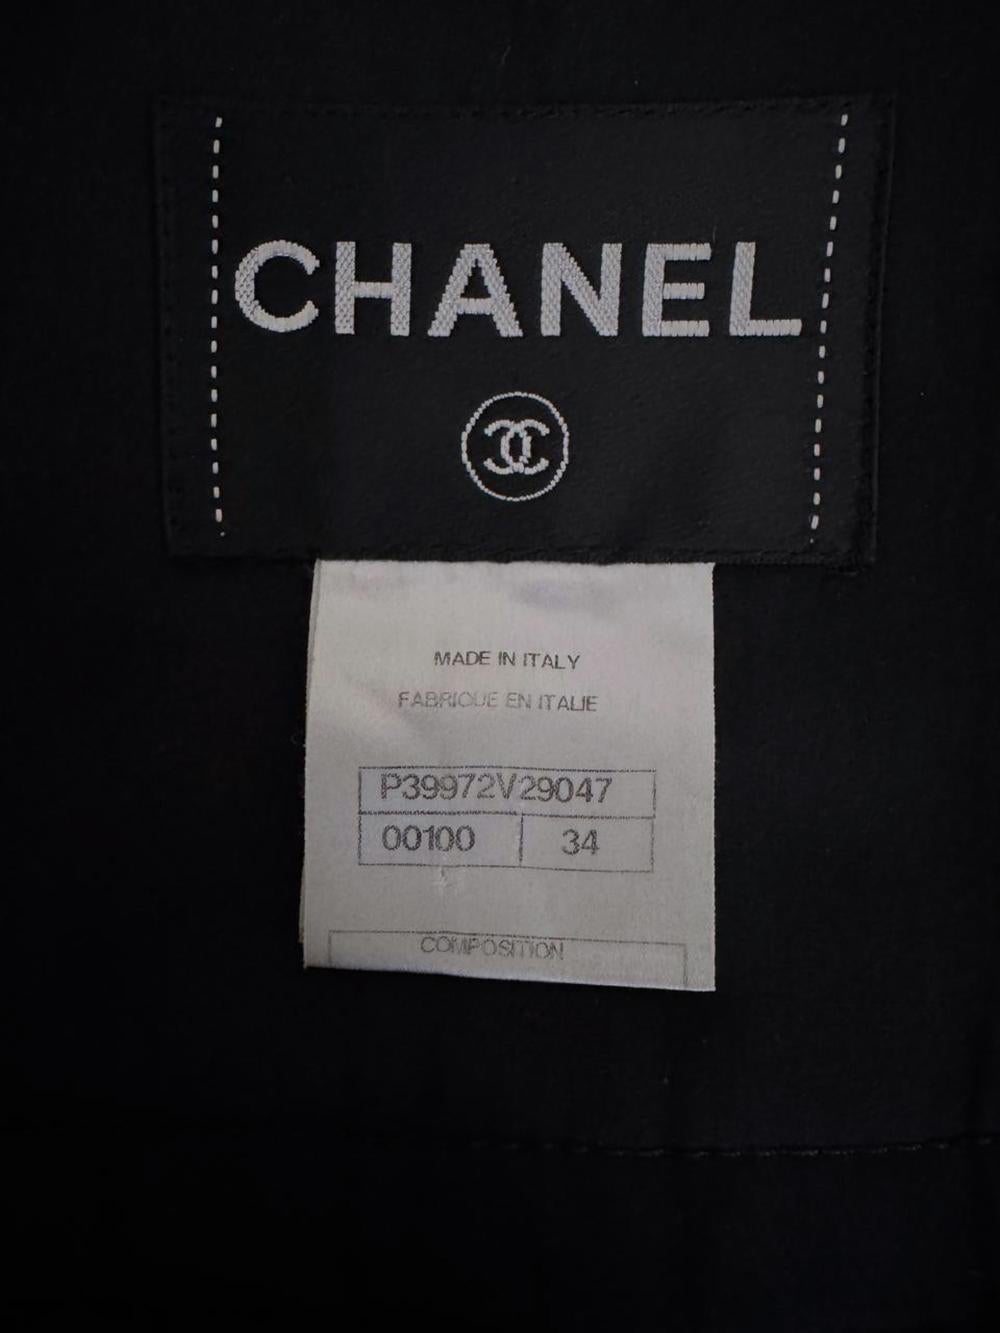 CHANEL
MADE IN ITALY
FABRIQUE EN ITALIE
P39972V29047
00100 34
COMPOSITION